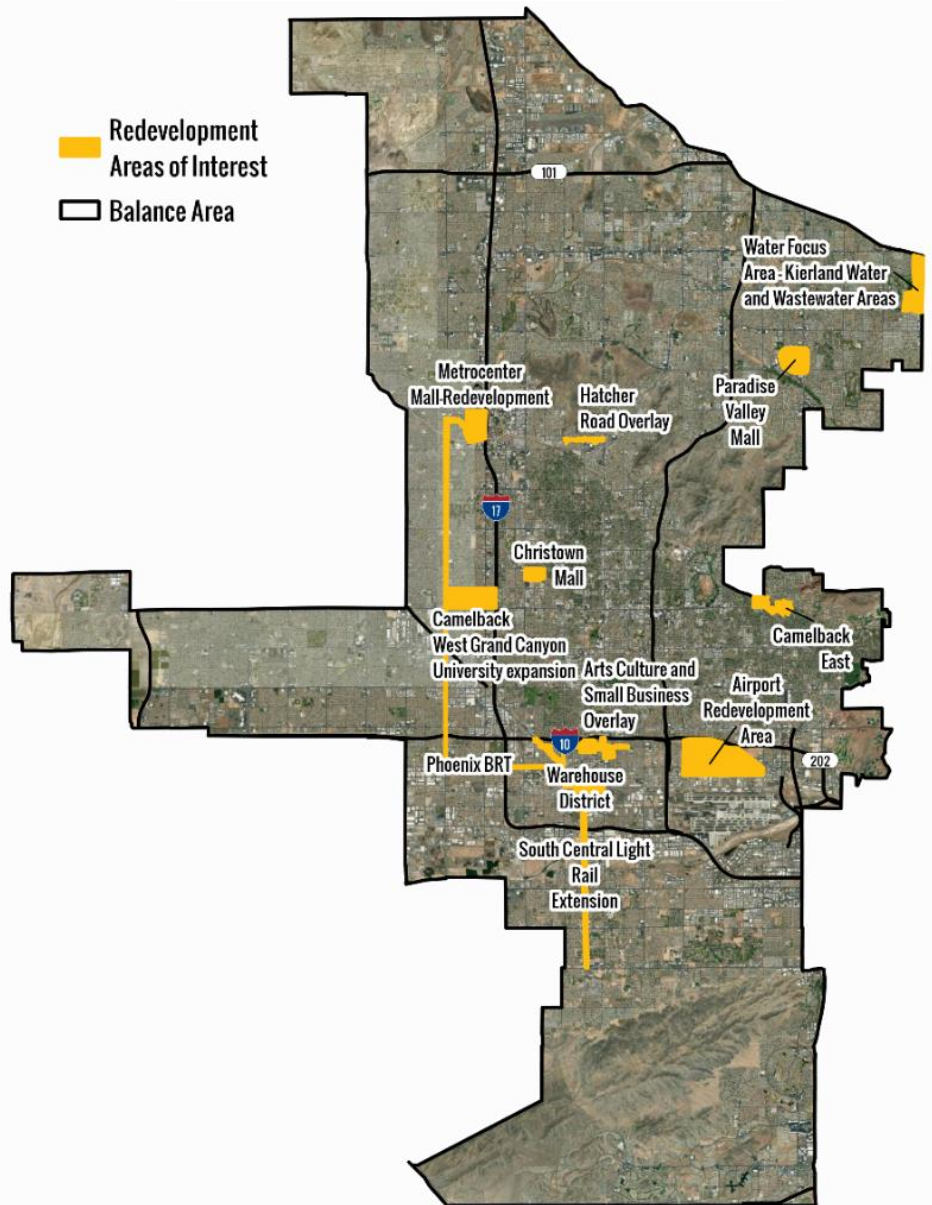 Redevelopment
Areas of Interest
Balance Area
101
Water Focus
Area - Kierland Water
and Wastewater Areas
Metrocenter
Mall-Redevelopment
Hatcher
Road Overlay
Paradise
Valley
Mall
17
Christown
Mall
Camelback
West Grand Canyon
University expansion
Camelback
East
Arts Culture and
Small Business
Overlay
Airport
Redevelopment
Area
10
202
Phoenix BRT
Warehouse
District
South Central Light
Rail
Extension